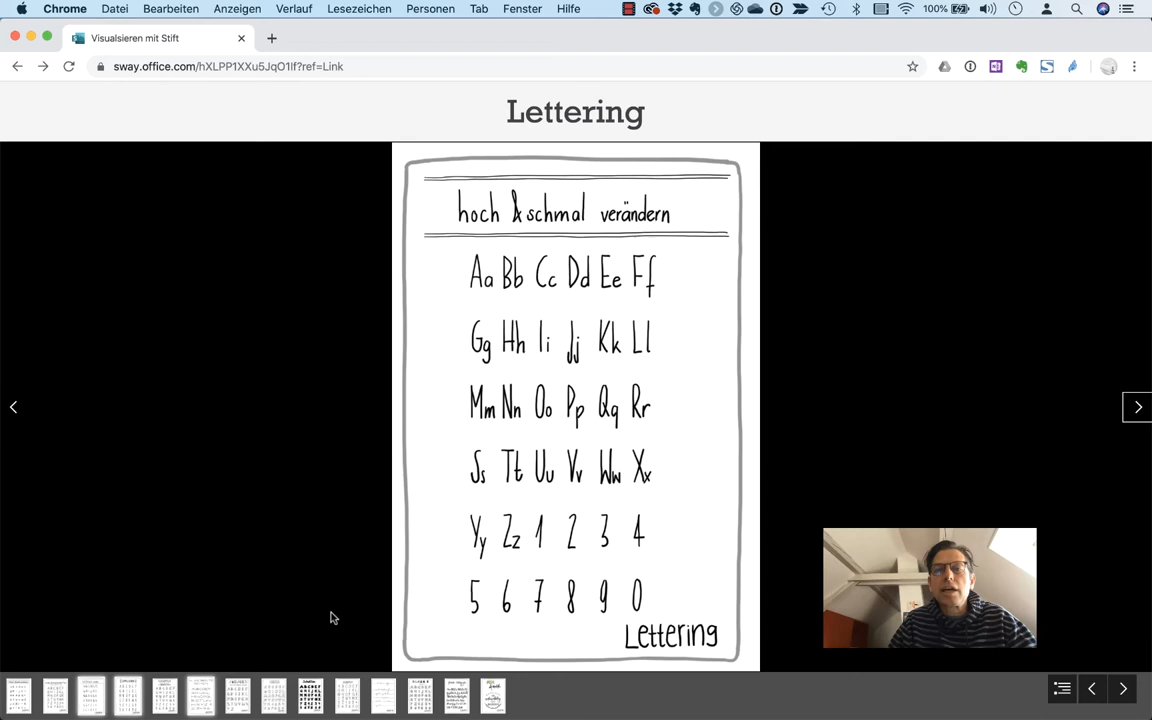 Chrome Datei Bearbeiten Anzeigen Verlauf Lesezeichen Personen Tab Fenster Hilfe 100%
Visualsieren mit Stift
sway.office.com/hXLPP1XXu5JqO1lf?ref=Link
Lettering
hoch & schmal verändern
Aa Bb Cc Dd Ee Ff
Gg Hh Ii Jj Kk Ll
Mm Nn Oo Pp Qq Rr
Ss Tt Uu Vv Ww Xx
Yy Zz 1 2 3 4
5 6 7 8 9 0
Lettering